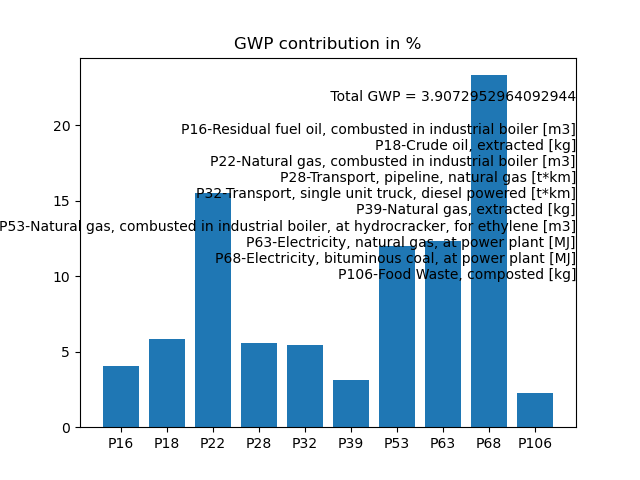 GWP contribution in %
Total GWP = 3.9072952964092944
P16-Residual fuel oil, combusted in industrial boiler [m3]
P18-Crude oil, extracted [kg]
P22-Natural gas, combusted in industrial boiler [m3]
P28-Transport, pipeline, natural gas [t*km]
P32-Transport, single unit truck, diesel powered [t*km]
P39-Natural gas, extracted [kg]
P53-Natural gas, combusted in industrial boiler, at hydrocracker, for ethylene [m3]
P63-Electricity, natural gas, at power plant [MJ]
P68-Electricity, bituminous coal, at power plant [MJ]
P106-Food Waste, composted [kg]
20
15
10
5
0
P16 P18 P22 P28 P32 P39 P53 P63 P68 P106